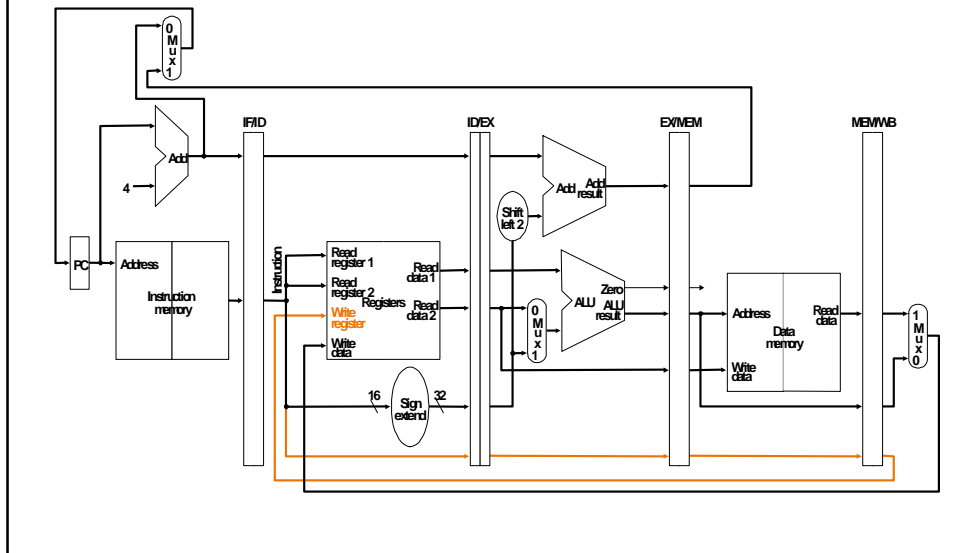 0
M
u
x
1
IF/ID
ID/EX
EX/MEM
MEM/WB
Add
4
Add
Add
result
Shift
left 2
PC
Address
Instruction
memory
Instruction
Read
register 1
Read
register 2
Registers
Write
register
Write
data
Read
data 1
Read
data 2
0
M
u
x
1
ALU
Zero
ALU
result
Address
Data
memory
Write
data
Read
data
1
M
u
x
0
16
Sign
extend
32